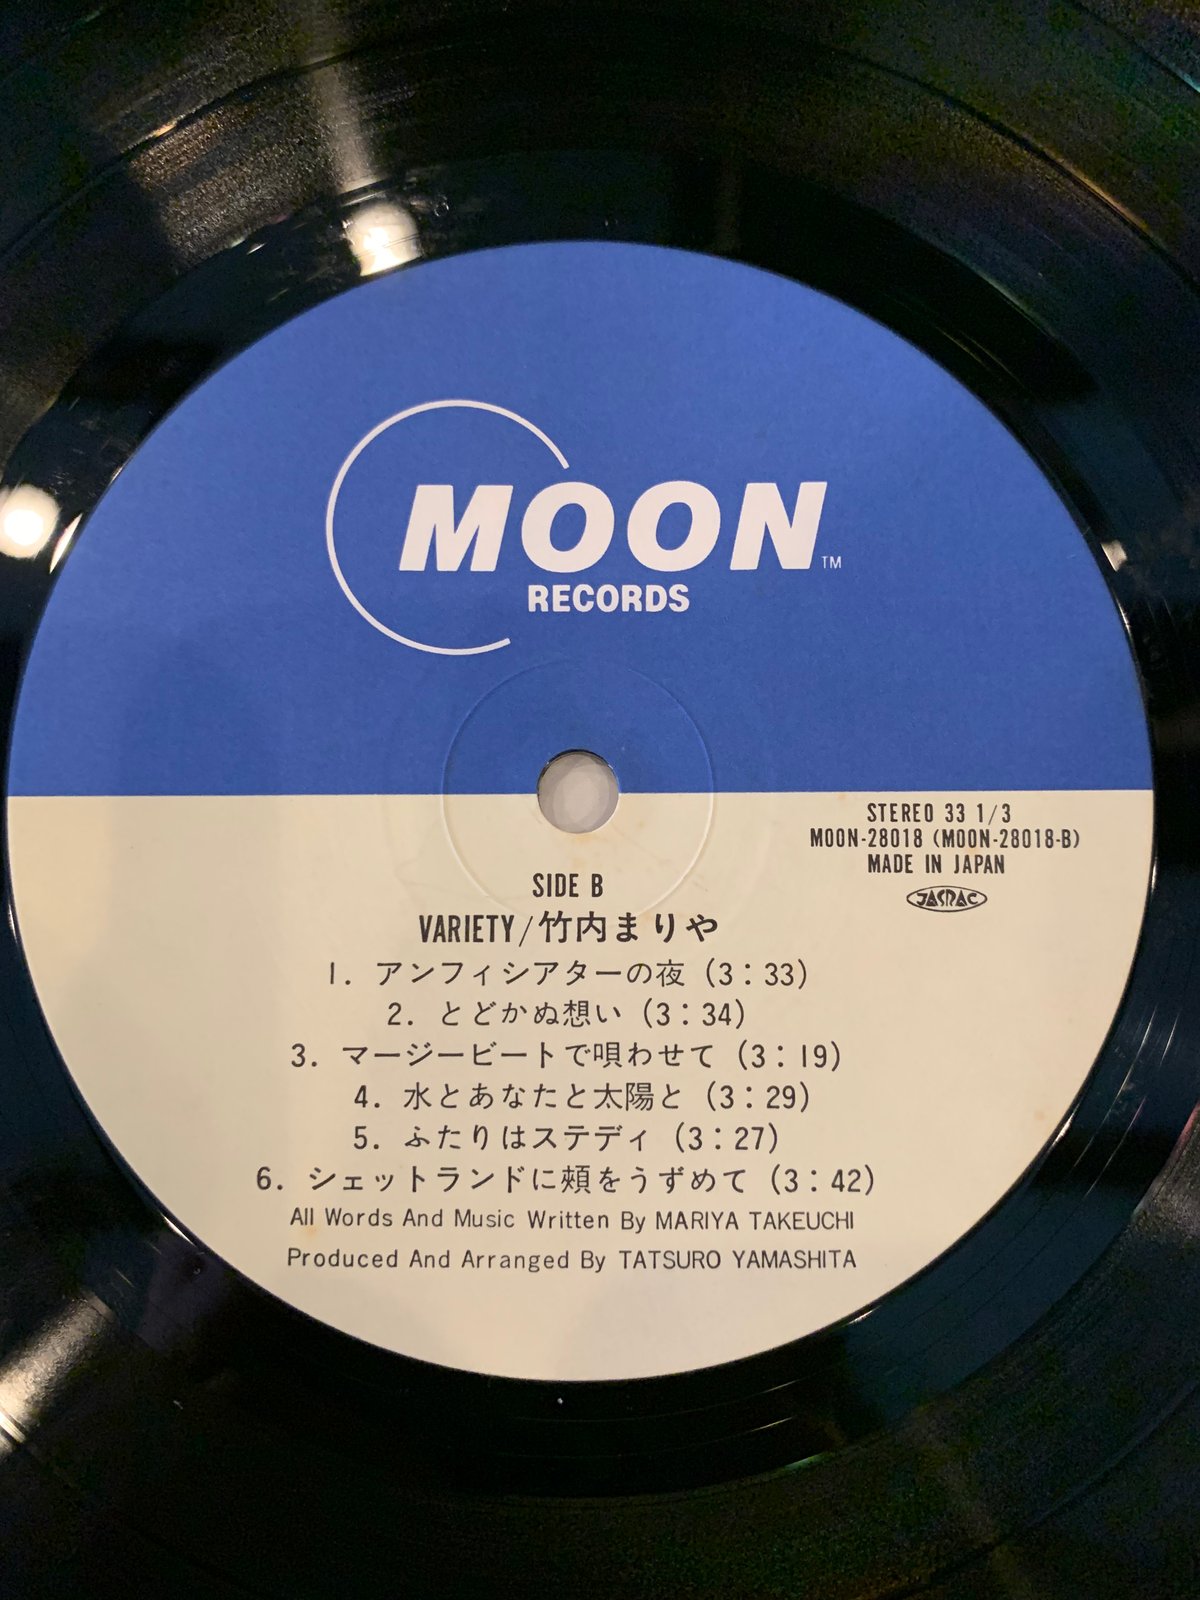 MOON™
RECORDS
STEREO 33 1/3
MOON-28018 (MOON-28018-B)
MADE IN JAPAN
JASRAC
SIDE B
VARIETY/竹内まりや
1. アンフィシアターの夜 (3:33)
2. とどかぬ想い (3:34)
3. マージービートで唄わせて (3:19)
4. 水とあなたと太陽と (3:29)
5. ふたりはステディ (3:27)
6. シェットランドに頰をうずめて (3:42)
All Words And Music Written By MARIYA TAKEUCHI
Produced And Arranged By TATSURO YAMASHITA